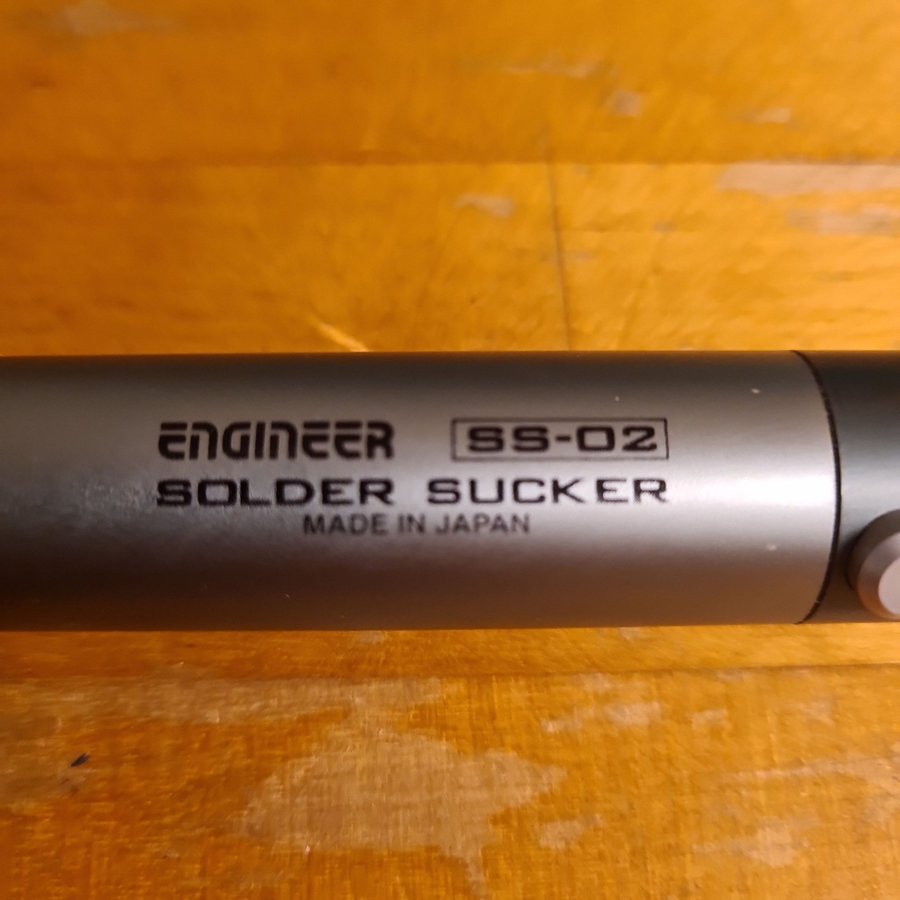 ENGINEER SS-02
SOLDER SUCKER
MADE IN JAPAN